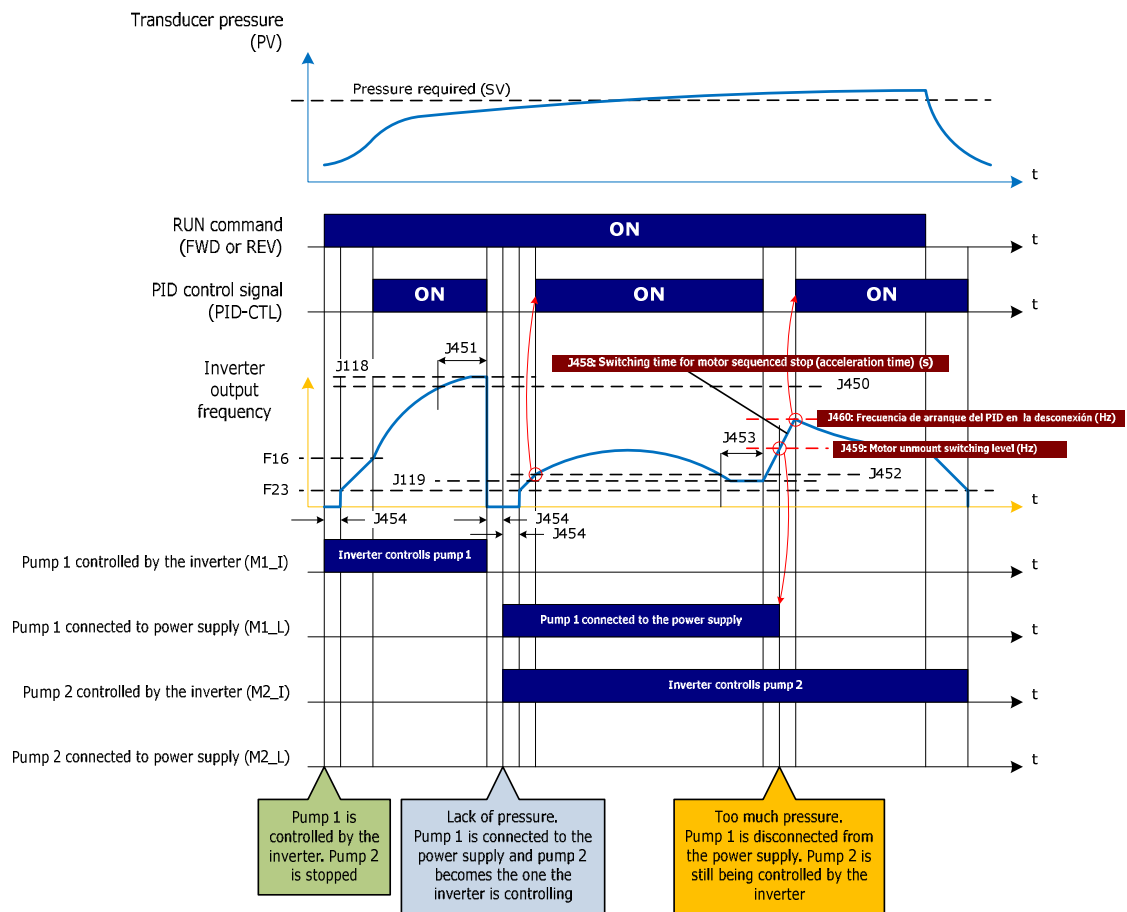 Transducer pressure
(PV)
Pressure required (SV)
t
RUN command
(FWD or REV)
ON
t
PID control signal
(PID-CTL)
ON
ON
ON
t
J451
J458: Switching time for motor sequenced stop (acceleration time) (s)
J118
J450
Inverter
output
frequency
J460: Frecuencia de arranque del PID en la desconexión (Hz)
J453
J459: Motor unmount switching level (Hz)
F16
J119
J452
F23
t
J454
J454
J454
Pump 1 controlled by the inverter (M1_I)
Inverter controlls pump 1
t
Pump 1 connected to power supply (M1_L)
Pump 1 connected to the power supply
t
Pump 2 controlled by the inverter (M2_I)
Inverter controlls pump 2
t
Pump 2 connected to power supply (M2_L)
t
Pump 1 is
controlled by the
inverter. Pump 2
is stopped
Lack of pressure.
Pump 1 is connected to the
power supply and pump 2
becomes the one the
inverter is controlling
Too much pressure.
Pump 1 is disconnected from
the power supply. Pump 2 is
still being controlled by the
inverter